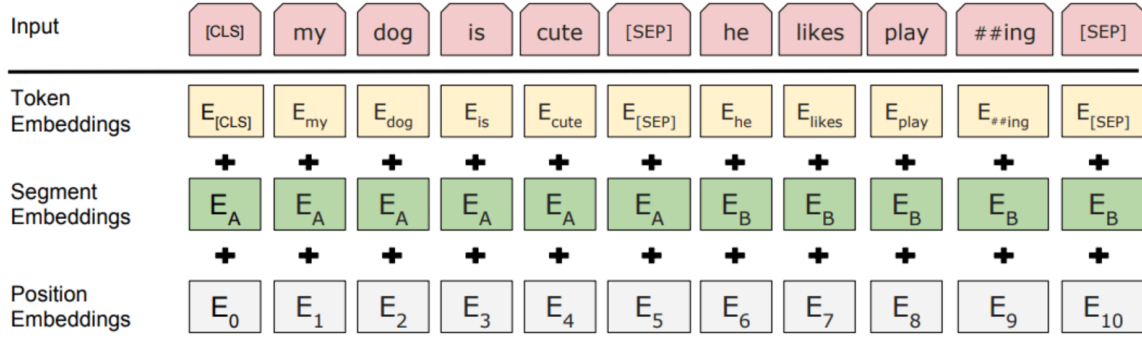 Input [CLS] my dog is cute [SEP] he likes play ##ing [SEP]
Token Embeddings E[CLS] Emy Edog Eis Ecute E[SEP] Ehe Elikes Eplay E##ing E[SEP]
+ + + + + + + + + + +
Segment Embeddings EA EA EA EA EA EA EB EB EB EB EB
+ + + + + + + + + + +
Position Embeddings E0 E1 E2 E3 E4 E5 E6 E7 E8 E9 E10